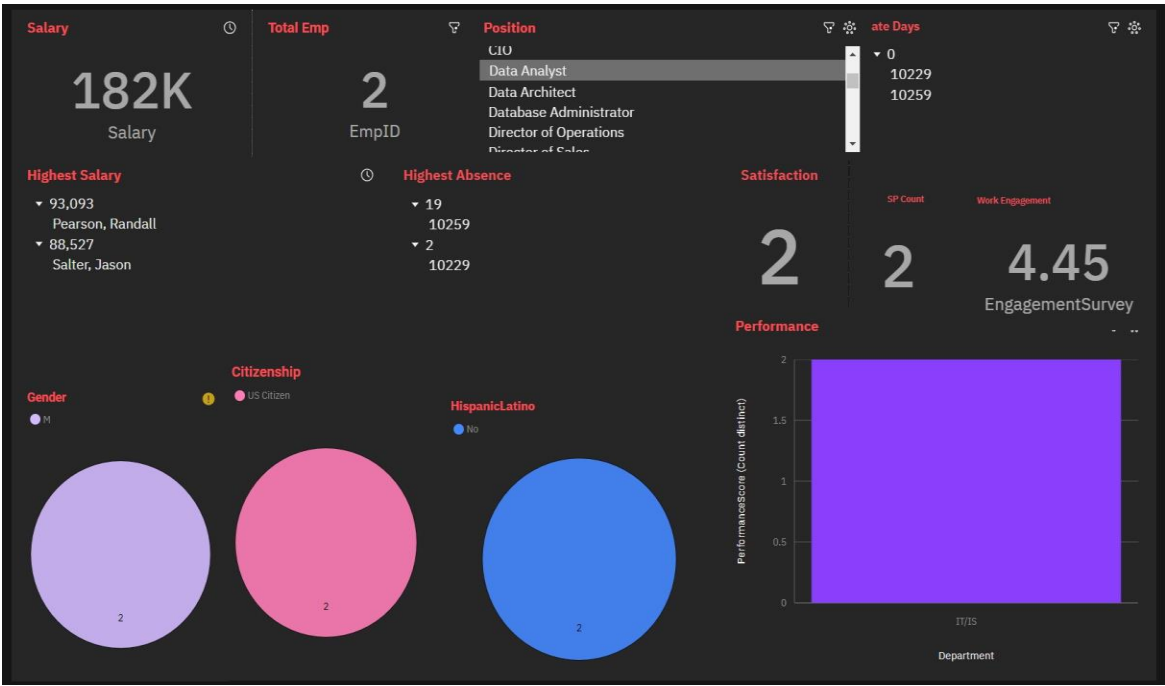 Salary
Total Emp
Position
ate Days
182K
Salary
2
EmpID
CIO
Data Analyst
Data Architect
Database Administrator
Director of Operations
Director of Sales
0
10229
10259
Highest Salary
93,093
Pearson, Randall
88,527
Salter, Jason
Highest Absence
19
10259
2
10229
Satisfaction
2
SP Count
2
Work Engagement
4.45
EngagementSurvey
Gender
M
2
Citizenship
US Citizen
2
HispanicLatino
No
2
Performance
PerformanceScore (Count distinct)
2
1.5
1
0.5
0
IT/IS
Department